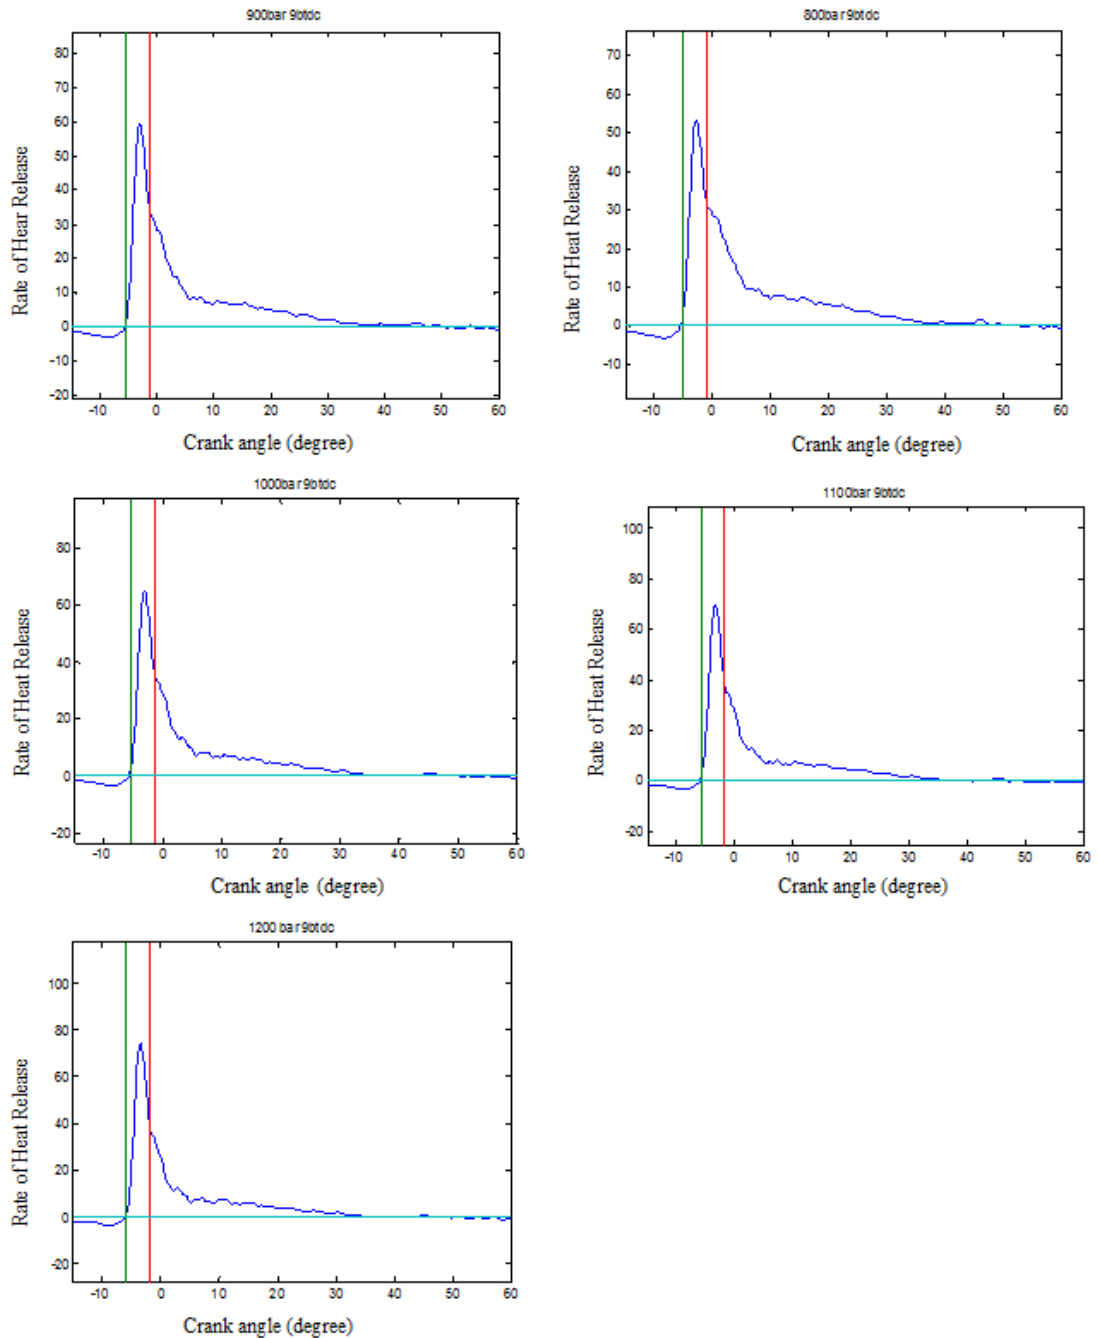 900bar 9btdc
80
70
60
50
40
30
20
10
0
-10
-20
Rate of Hear Release
-10 0 10 20 30 40 50 60
Crank angle (degree)
800bar 9btdc
70
60
50
40
30
20
10
0
-10
Rate of Heat Release
-10 0 10 20 30 40 50 60
Crank angle (degree)
1000bar 9btdc
80
60
40
20
0
-20
Rate of Heat Release
-10 0 10 20 30 40 50 60
Crank angle (degree)
1100bar 9btdc
100
80
60
40
20
0
-20
Rate of Heat Release
-10 0 10 20 30 40 50 60
Crank angle (degree)
1200 bar 9btdc
100
80
60
40
20
0
-20
Rate of Heat Release
-10 0 10 20 30 40 50 60
Crank angle (degree)